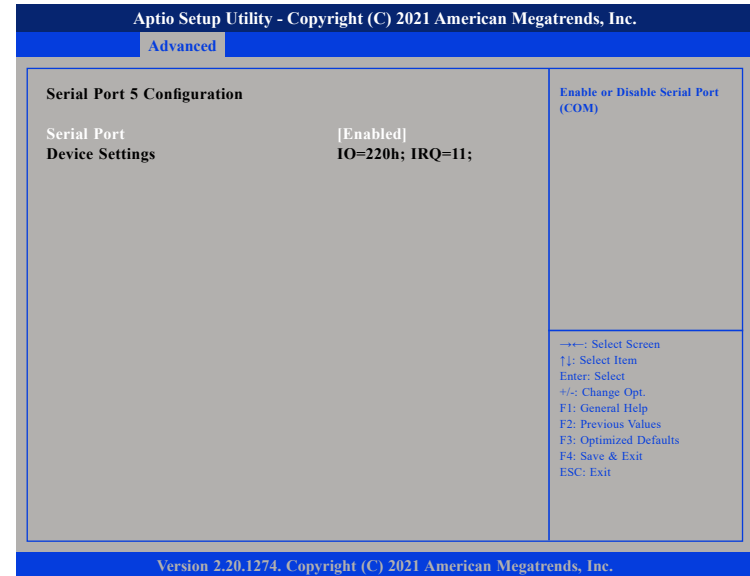 Aptio Setup Utility - Copyright (C) 2021 American Megatrends, Inc.
Advanced
Serial Port 5 Configuration
Serial Port [Enabled]
Device Settings IO=220h; IRQ=11;
Enable or Disable Serial Port
(COM)
→←: Select Screen
↑↓: Select Item
Enter: Select
+/-: Change Opt.
F1: General Help
F2: Previous Values
F3: Optimized Defaults
F4: Save & Exit
ESC: Exit
Version 2.20.1274. Copyright (C) 2021 American Megatrends, Inc.